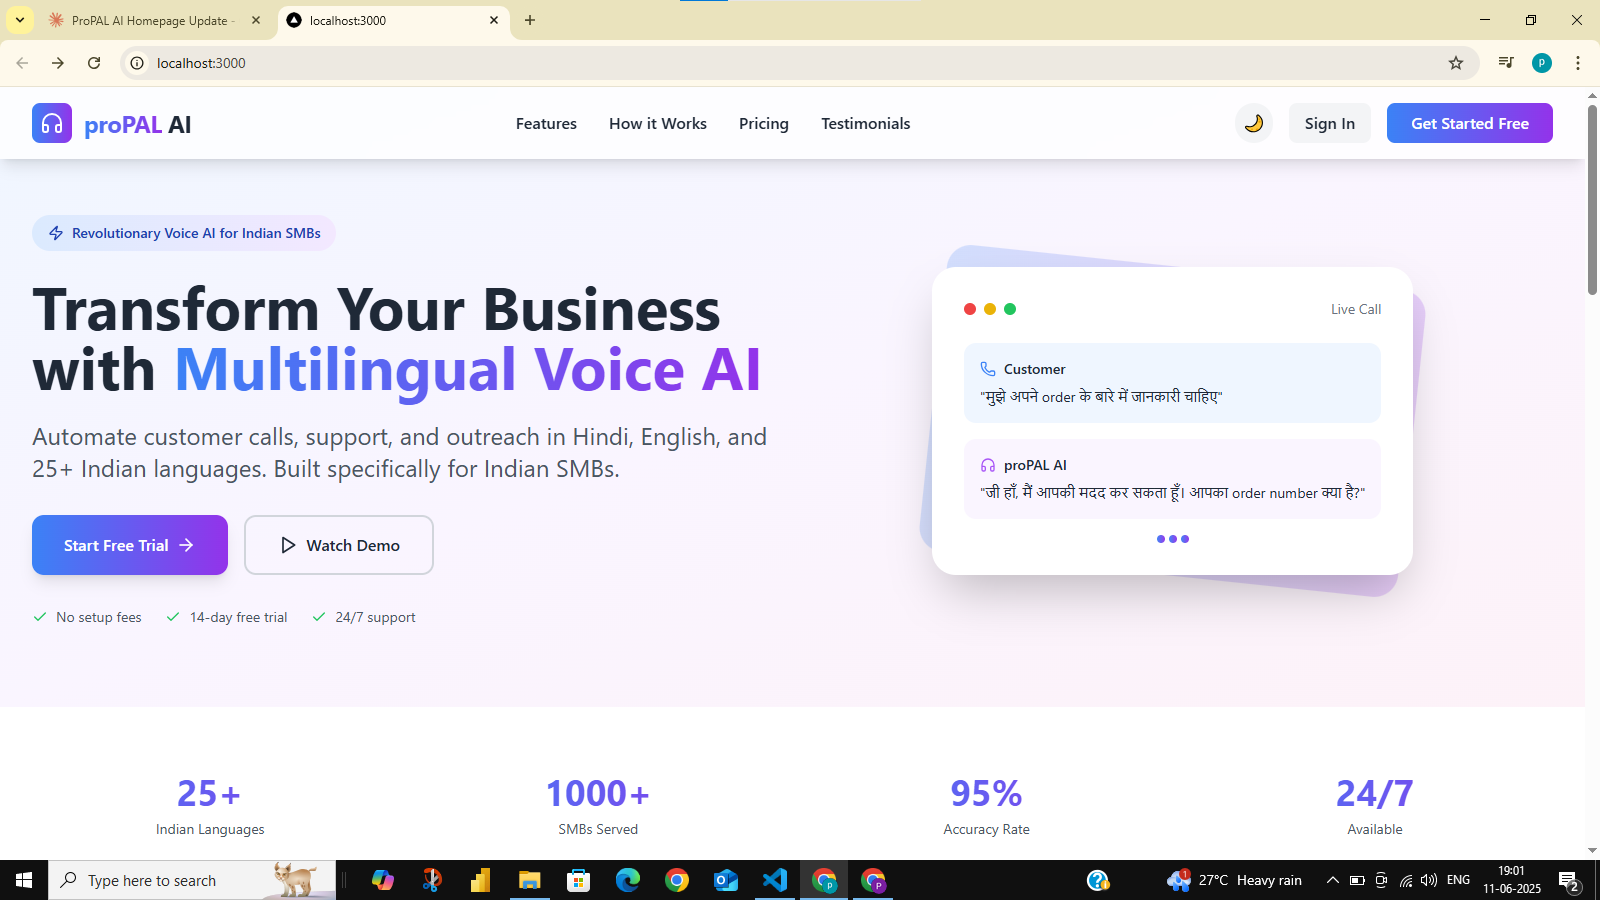 ProPAL AI Homepage Update -
localhost:3000
localhost:3000
P
proPAL AI
Features
How it Works
Pricing
Testimonials
Sign In
Get Started Free
Revolutionary Voice AI for Indian SMBs
Transform Your Business
with Multilingual Voice AI
Automate customer calls, support, and outreach in Hindi, English, and
25+ Indian languages. Built specifically for Indian SMBs.
Start Free Trial
Watch Demo
No setup fees
14-day free trial
24/7 support
Live Call
Customer
"मुझे अपने order के बारे में जानकारी चाहिए"
proPAL AI
"जी हाँ, मैं आपकी मदद कर सकता हूँ। आपका order number क्या है?"
25+
Indian Languages
1000+
SMBs Served
95%
Accuracy Rate
24/7
Available
Type here to search
P
P
1
27°C Heavy rain
ENG
19:01
11-06-2025
2